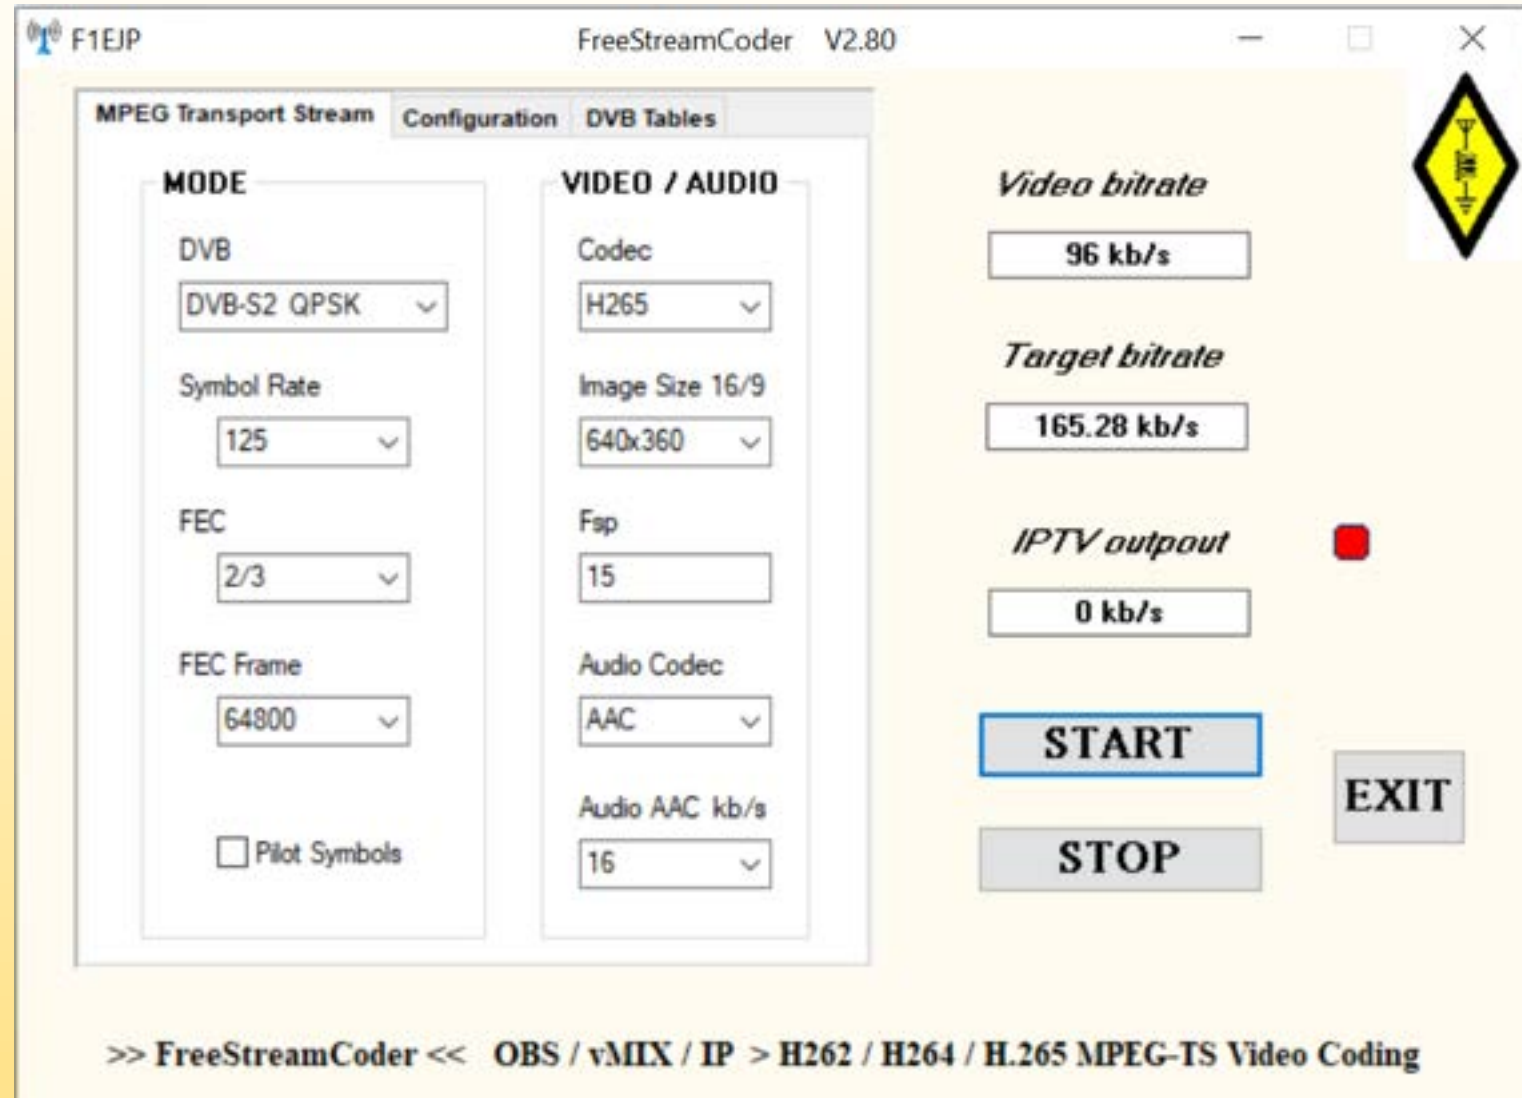 F1EJP FreeStreamCoder V2.80
MPEG Transport Stream Configuration DVB Tables
MODE
DVB
DVB-S2 QPSK
Symbol Rate
125
FEC
2/3
FEC Frame
64800
Pilot Symbols
VIDEO / AUDIO
Codec
H265
Image Size 16/9
640x360
Fsp
15
Audio Codec
AAC
Audio AAC kb/s
16
Video bitrate
96 kb/s
Target bitrate
165.28 kb/s
IPTV outpout
0 kb/s
START
STOP
EXIT
>> FreeStreamCoder << OBS / vMIX / IP > H262 / H264 / H.265 MPEG-TS Video Coding